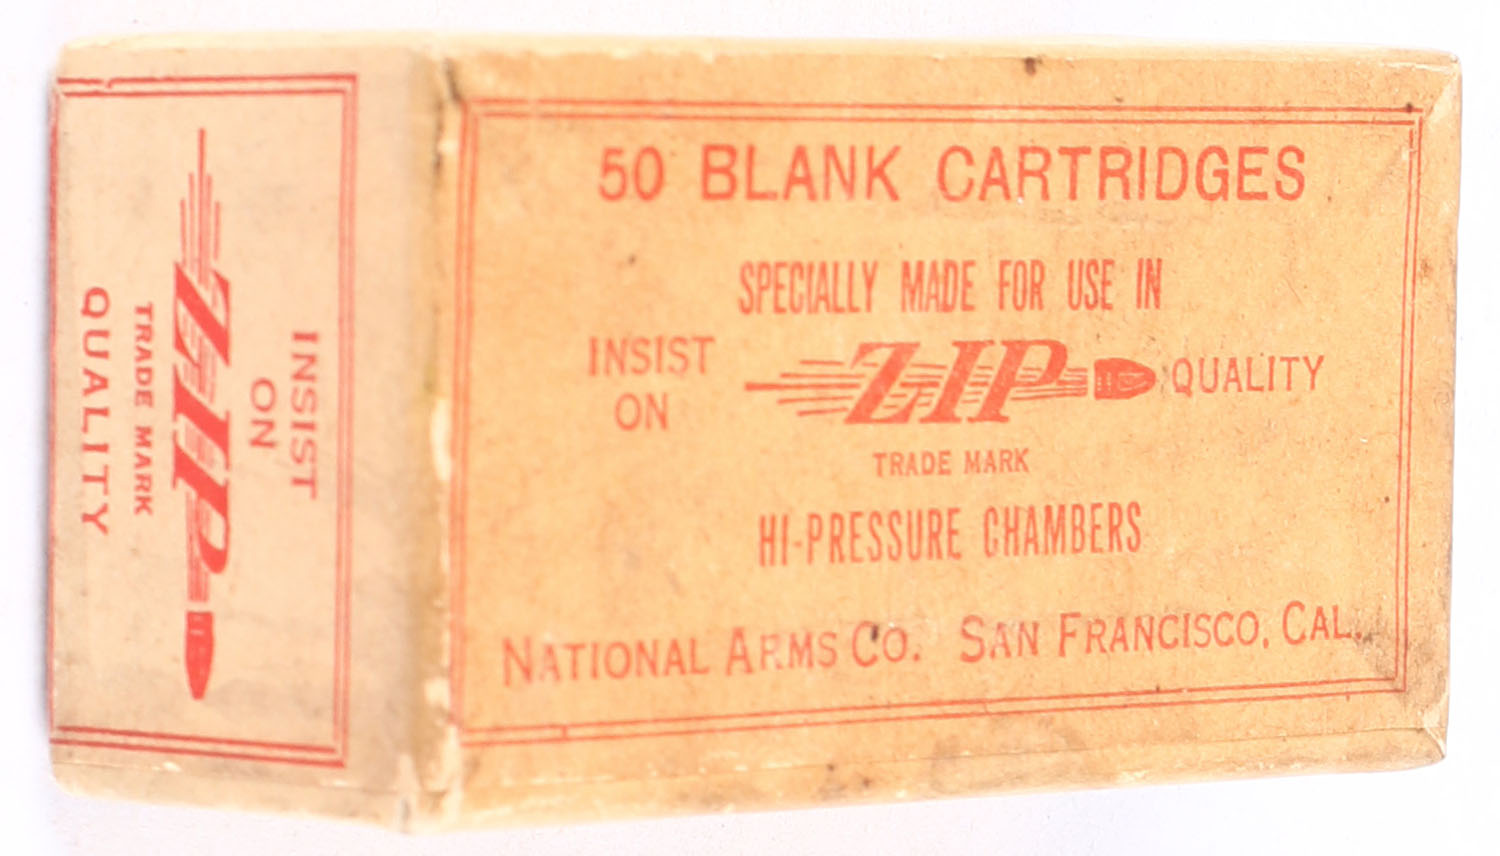 50 BLANK CARTRIDGES
SPECIALLY MADE FOR USE IN
INSIST ON ZIP QUALITY
TRADE MARK
HI-PRESSURE CHAMBERS
NATIONAL ARMS CO. SAN FRANCISCO, CAL.
INSIST
ON
ZIP
TRADE MARK
QUALITY